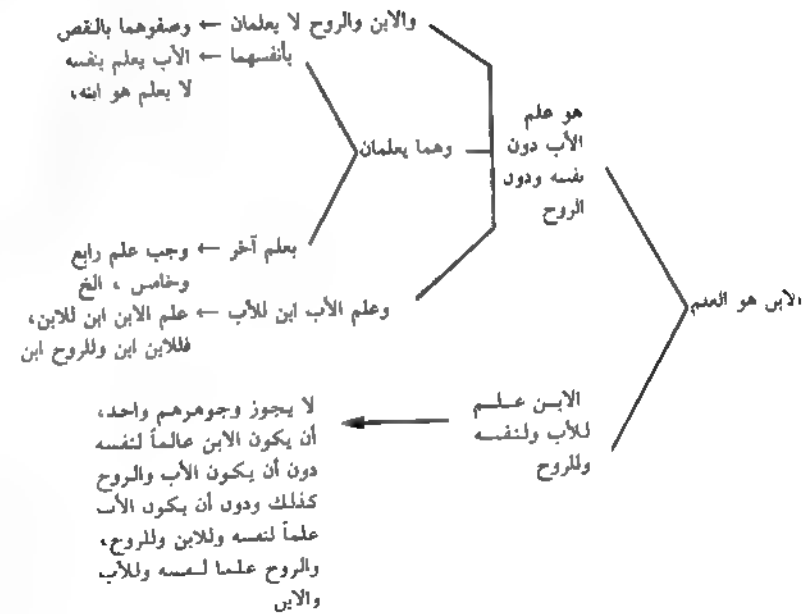 والابن والروح لا يعلمان ← وصفوهما بالنقص
بأنفسهما ← الأب يعلم بنفسه
لا يعلم هو ابنه،
هو علم
الأب دون
نفسه ودون
الروح
وهما يعلمان
بعلم آخر ← وجب علم رابع
وخامس ، الخ
وعلم الأب ابن للأب ← علم الابن ابن للابن،
فللابن ابن وللروح ابن
الابن هو العلم
الابن علم
للأب ولنفسه
وللروح
لا يجوز وجوهرهم واحد،
أن يكون الابن عالماً لنفسه
دون أن يكون الأب والروح
كذلك ودون أن يكون الأب
علماً لنفسه وللابن وللروح،
والروح علما لنفسه وللأب
والابن